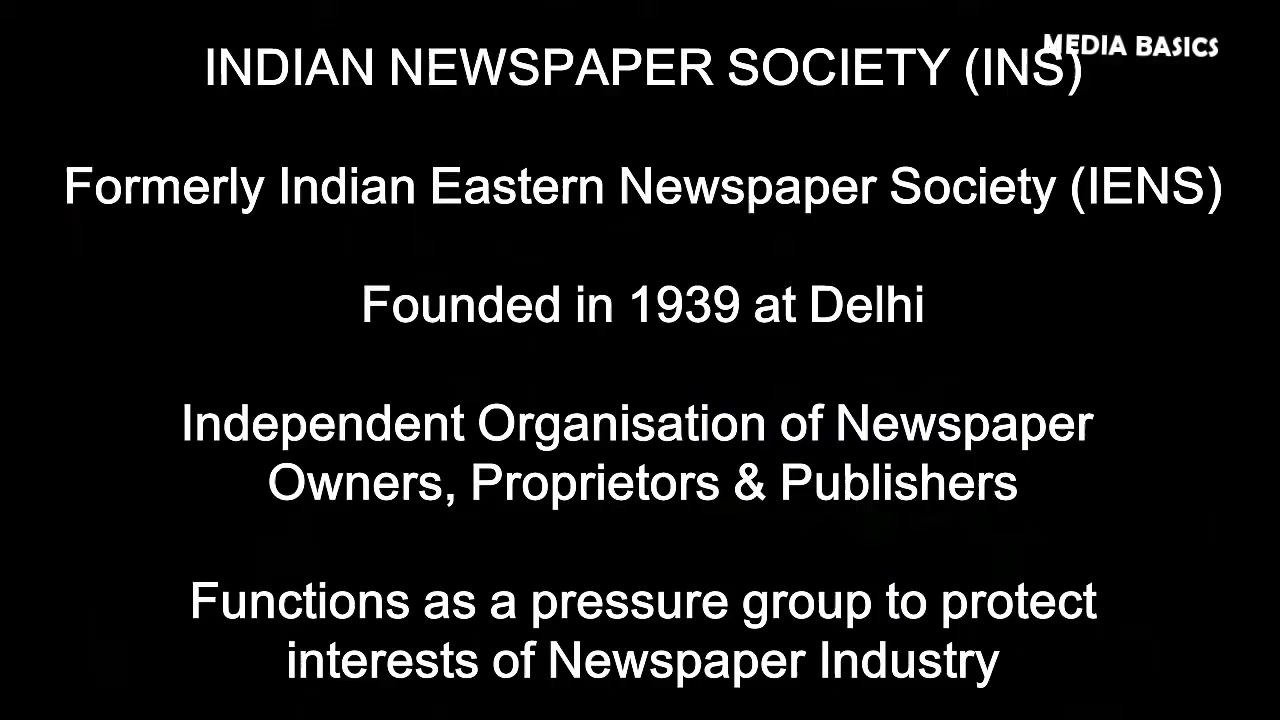 MEDIA BASICS
INDIAN NEWSPAPER SOCIETY (INS)
Formerly Indian Eastern Newspaper Society (IENS)
Founded in 1939 at Delhi
Independent Organisation of Newspaper
Owners, Proprietors & Publishers
Functions as a pressure group to protect
interests of Newspaper Industry